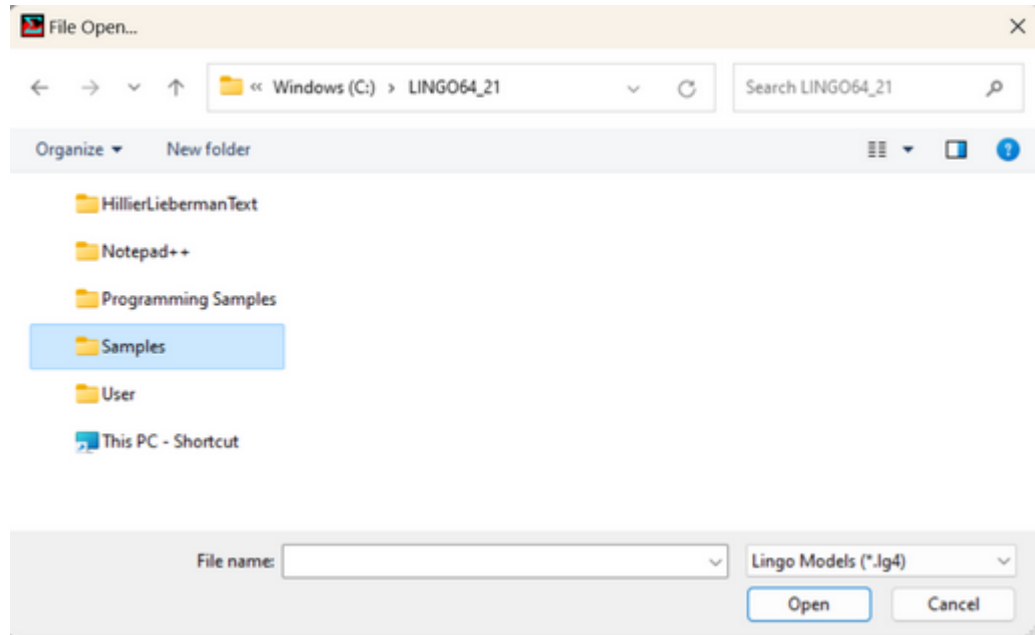 File Open...
« Windows (C:) › LINGO64_21
Search LINGO64_21
Organize
New folder
HillierLiebermanText
Notepad++
Programming Samples
Samples
User
This PC - Shortcut
File name:
Lingo Models (*.lg4)
Open
Cancel